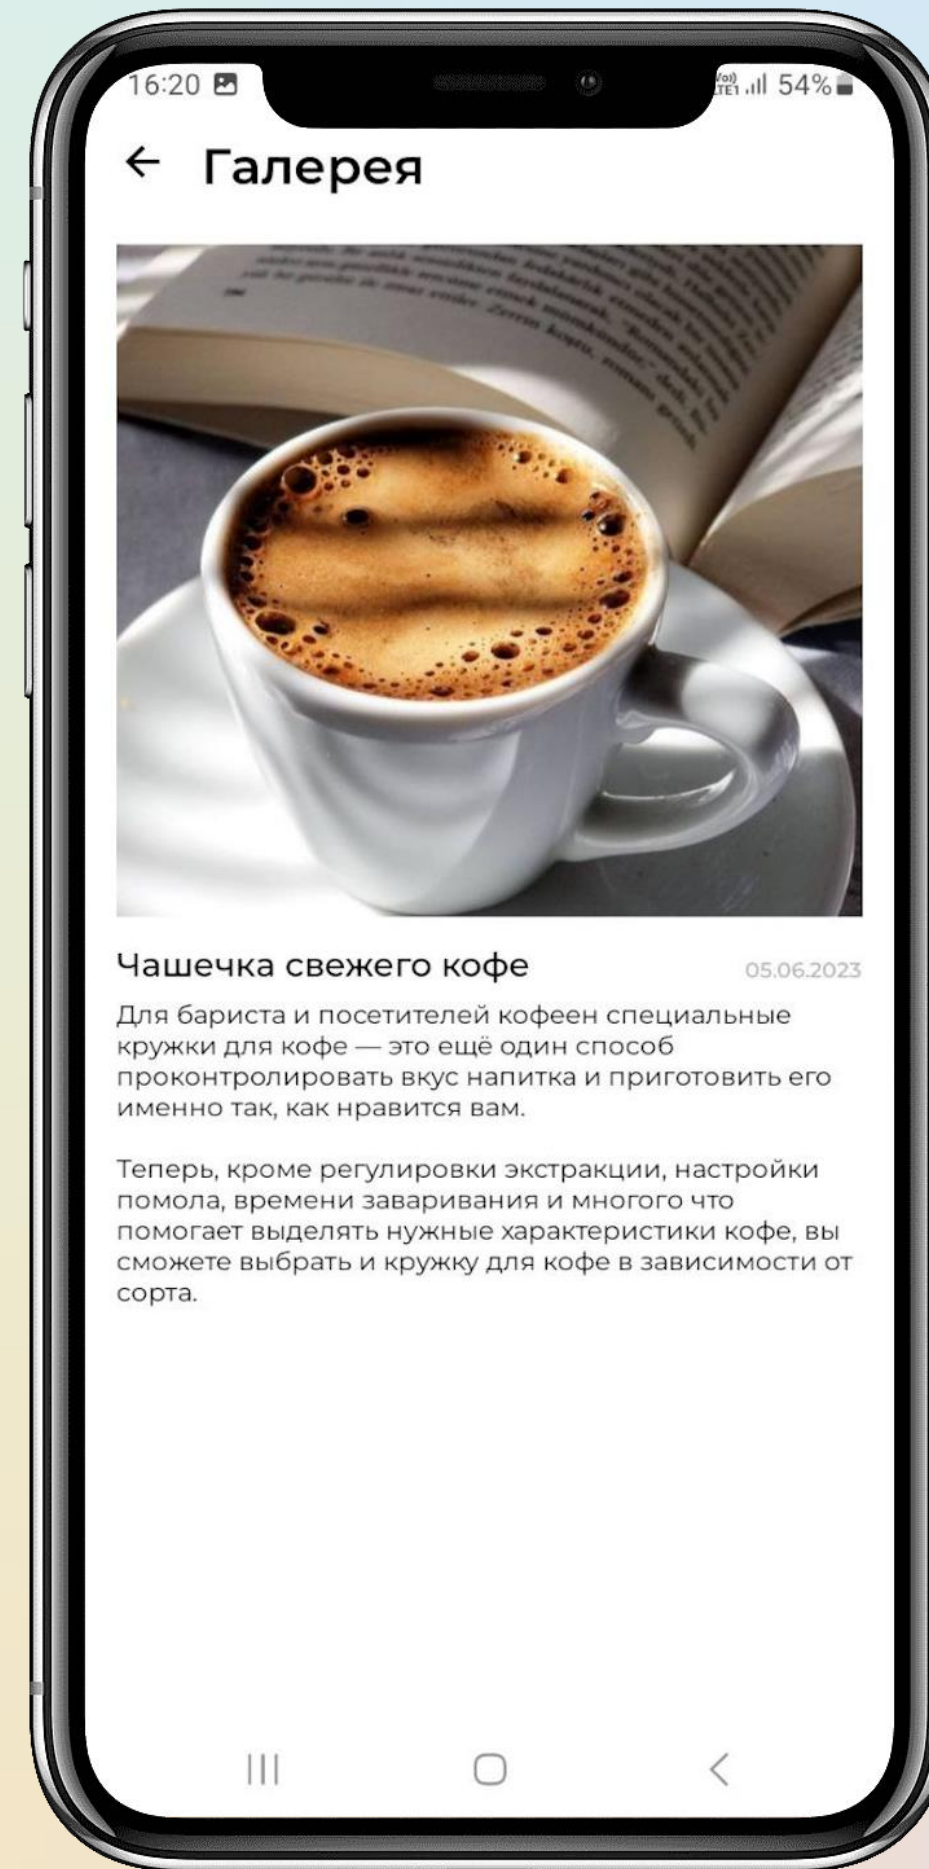 16:20 54%
Галерея
Чашечка свежего кофе 05.06.2023
Для бариста и посетителей кофеен специальные
кружки для кофе — это ещё один способ
проконтролировать вкус напитка и приготовить его
именно так, как нравится вам.
Теперь, кроме регулировки экстракции, настройки
помола, времени заваривания и многого что
помогает выделять нужные характеристики кофе, вы
сможете выбрать и кружку для кофе в зависимости от
сорта.